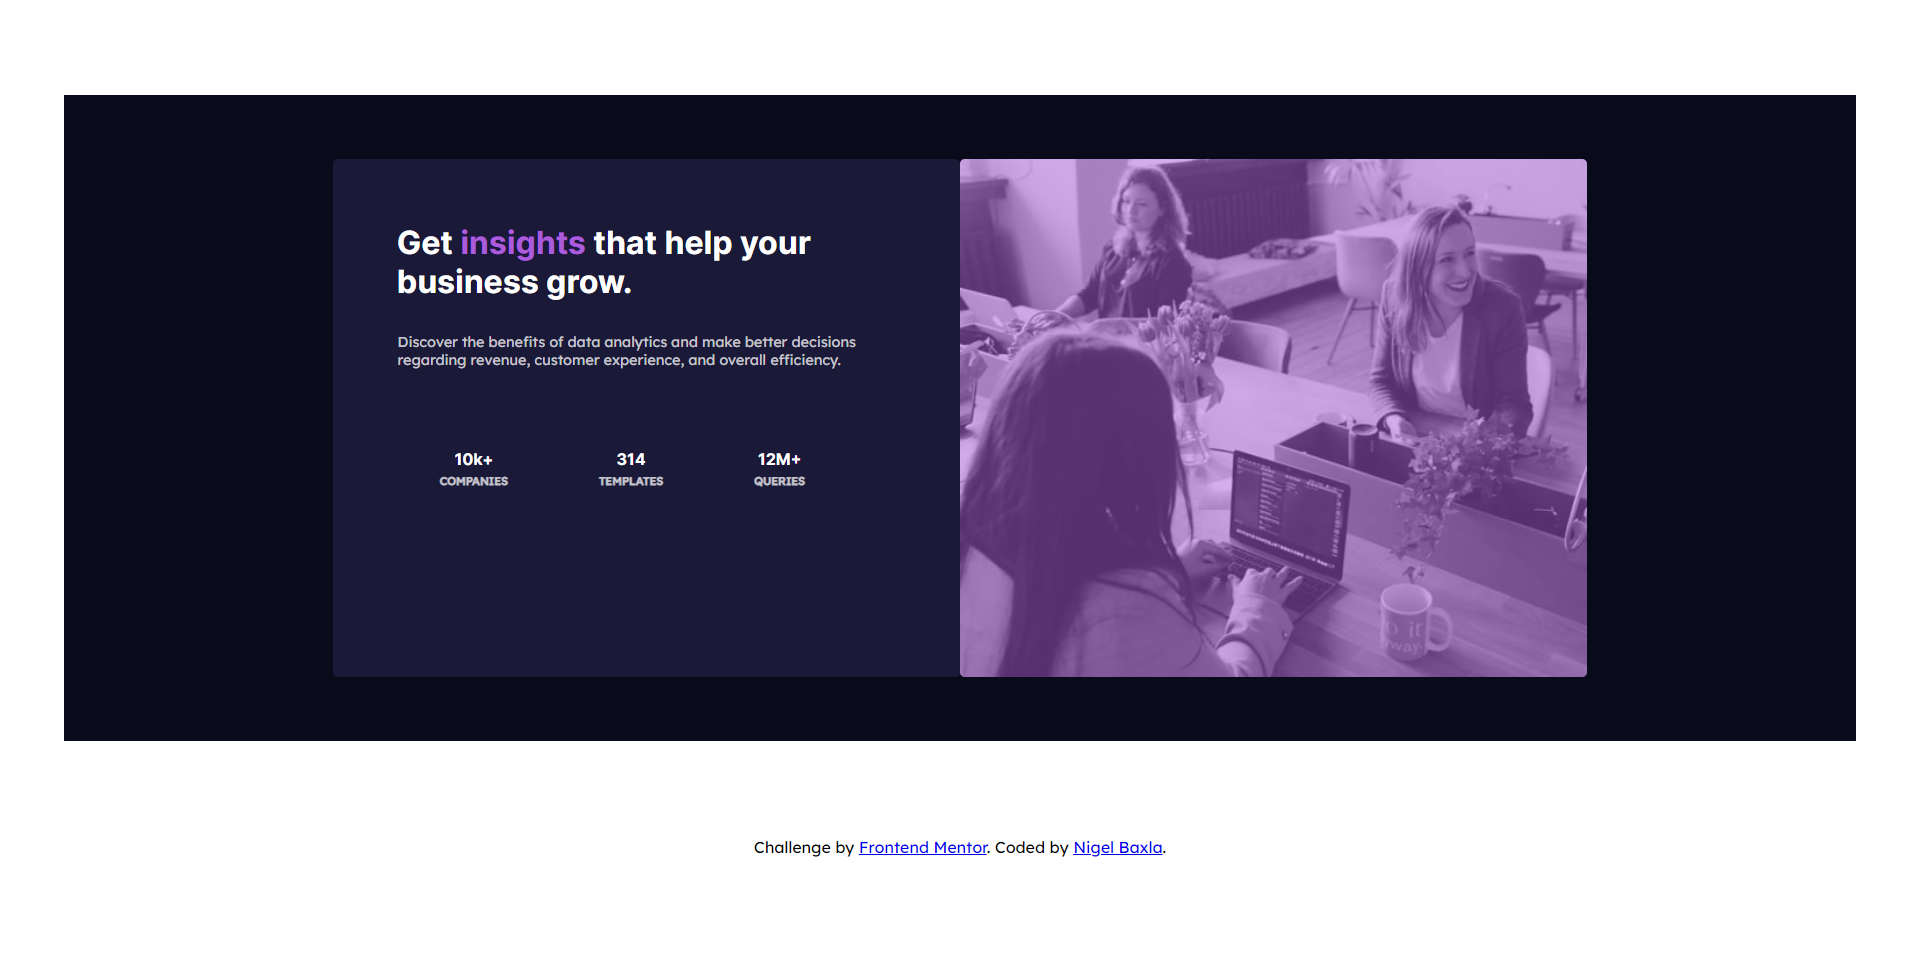 Get insights that help your
business grow.
Discover the benefits of data analytics and make better decisions
regarding revenue, customer experience, and overall efficiency.
10k+ 314 12M+
COMPANIES TEMPLATES QUERIES
Challenge by Frontend Mentor. Coded by Nigel Baxla.